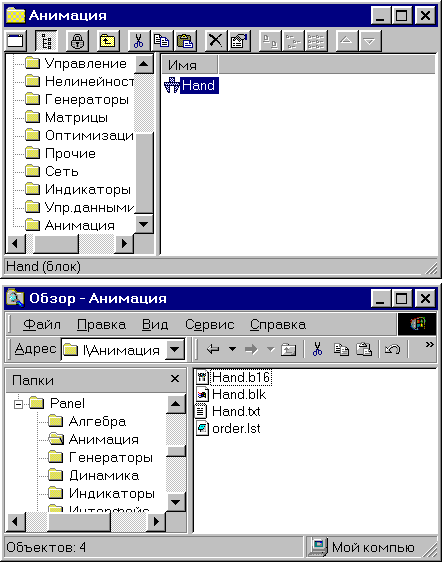 Анимация
Управление
Нелинейност
Генераторы
Матрицы
Оптимизаци
Прочие
Сеть
Индикаторы
Упр.данными
Анимация
Имя
Hand
Hand (блок)
Обзор - Анимация
Файл Правка Вид Сервис Справка
Адрес I\Анимация
Папки
Panel
Алгебра
Анимация
Генераторы
Динамика
Индикаторы
Интерфейс
Hand.b16
Hand.blk
Hand.txt
order.lst
Объектов: 4
Мой компью